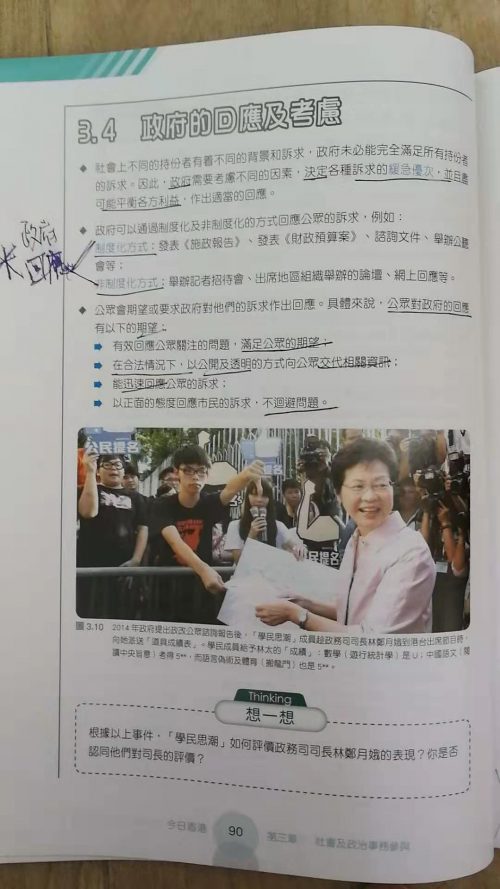 3.4 政府的回應及考慮
◆ 社會上不同的持份者有着不同的背景和訴求，政府未必能完全滿足所有持份者
的訴求。因此，政府需要考慮不同的因素，決定各種訴求的緩急優次，並且盡
可能平衡各方利益，作出適當的回應。
◆ 政府可以通過制度化及非制度化的方式回應公眾的訴求，例如：
制度化方式：發表《施政報告》、發表《財政預算案》、諮詢文件、舉辦公聽
會等；
非制度化方式：舉辦記者招待會、出席地區組織舉辦的論壇、網上回應等。
政府
回應
◆ 公眾會期望或要求政府對他們的訴求作出回應。具體來說，公眾對政府的回應
有以下的期望：
有效回應公眾關注的問題，滿足公眾的期望；
在合法情況下，以公開及透明的方式向公眾交代相關資訊；
能迅速回應公眾的訴求；
以正面的態度回應市民的訴求，不迴避問題。
公民提名
公民提名
圖 3.10 2014 年政府提出政改公眾諮詢報告後，「學民思潮」成員趁政務司司長林鄭月娥到港台出席節目時，
向她派送「道具成績表」。學民成員給予林太的「成績」：數學（遊行統計學）是 U；中國語文（閱
讀中央旨意）考得 5**，而語言偽術及體育（搬龍門）也是 5**。
Thinking
想一想
根據以上事件，「學民思潮」如何評價政務司司長林鄭月娥的表現？你是否
認同他們對司長的評價？
今日香港 90 第三章 社會及政治事務參與